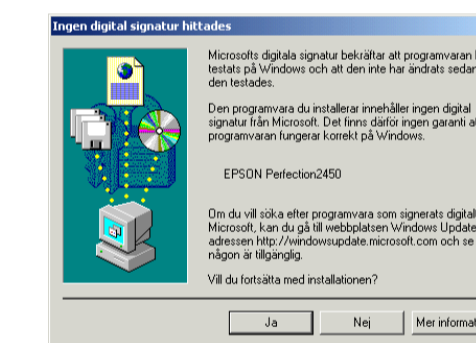 Ingen digital signatur hittades
Microsofts digitala signatur bekräftar att programvaran
testats på Windows och att den inte har ändrats sedan
den testades.
Den programvara du installerar innehåller ingen digital
signatur från Microsoft. Det finns därför ingen garanti
programvaran fungerar korrekt på Windows.
EPSON Perfection2450
Om du vill söka efter programvara som signerats digital
Microsoft, kan du gå till webbplatsen Windows Update
adressen http://windowsupdate.microsoft.com och se
någon är tillgänglig.
Vill du fortsätta med installationen?
Ja
Nej
Mer informat